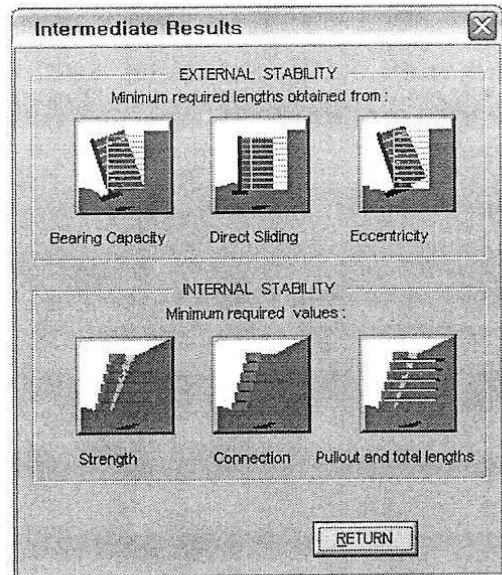 Intermediate Results
EXTERNAL STABILITY
Minimum required lengths obtained from :
Bearing Capacity Direct Sliding Eccentricity
INTERNAL STABILITY
Minimum required values :
Strength Connection Pullout and total lengths
RETURN